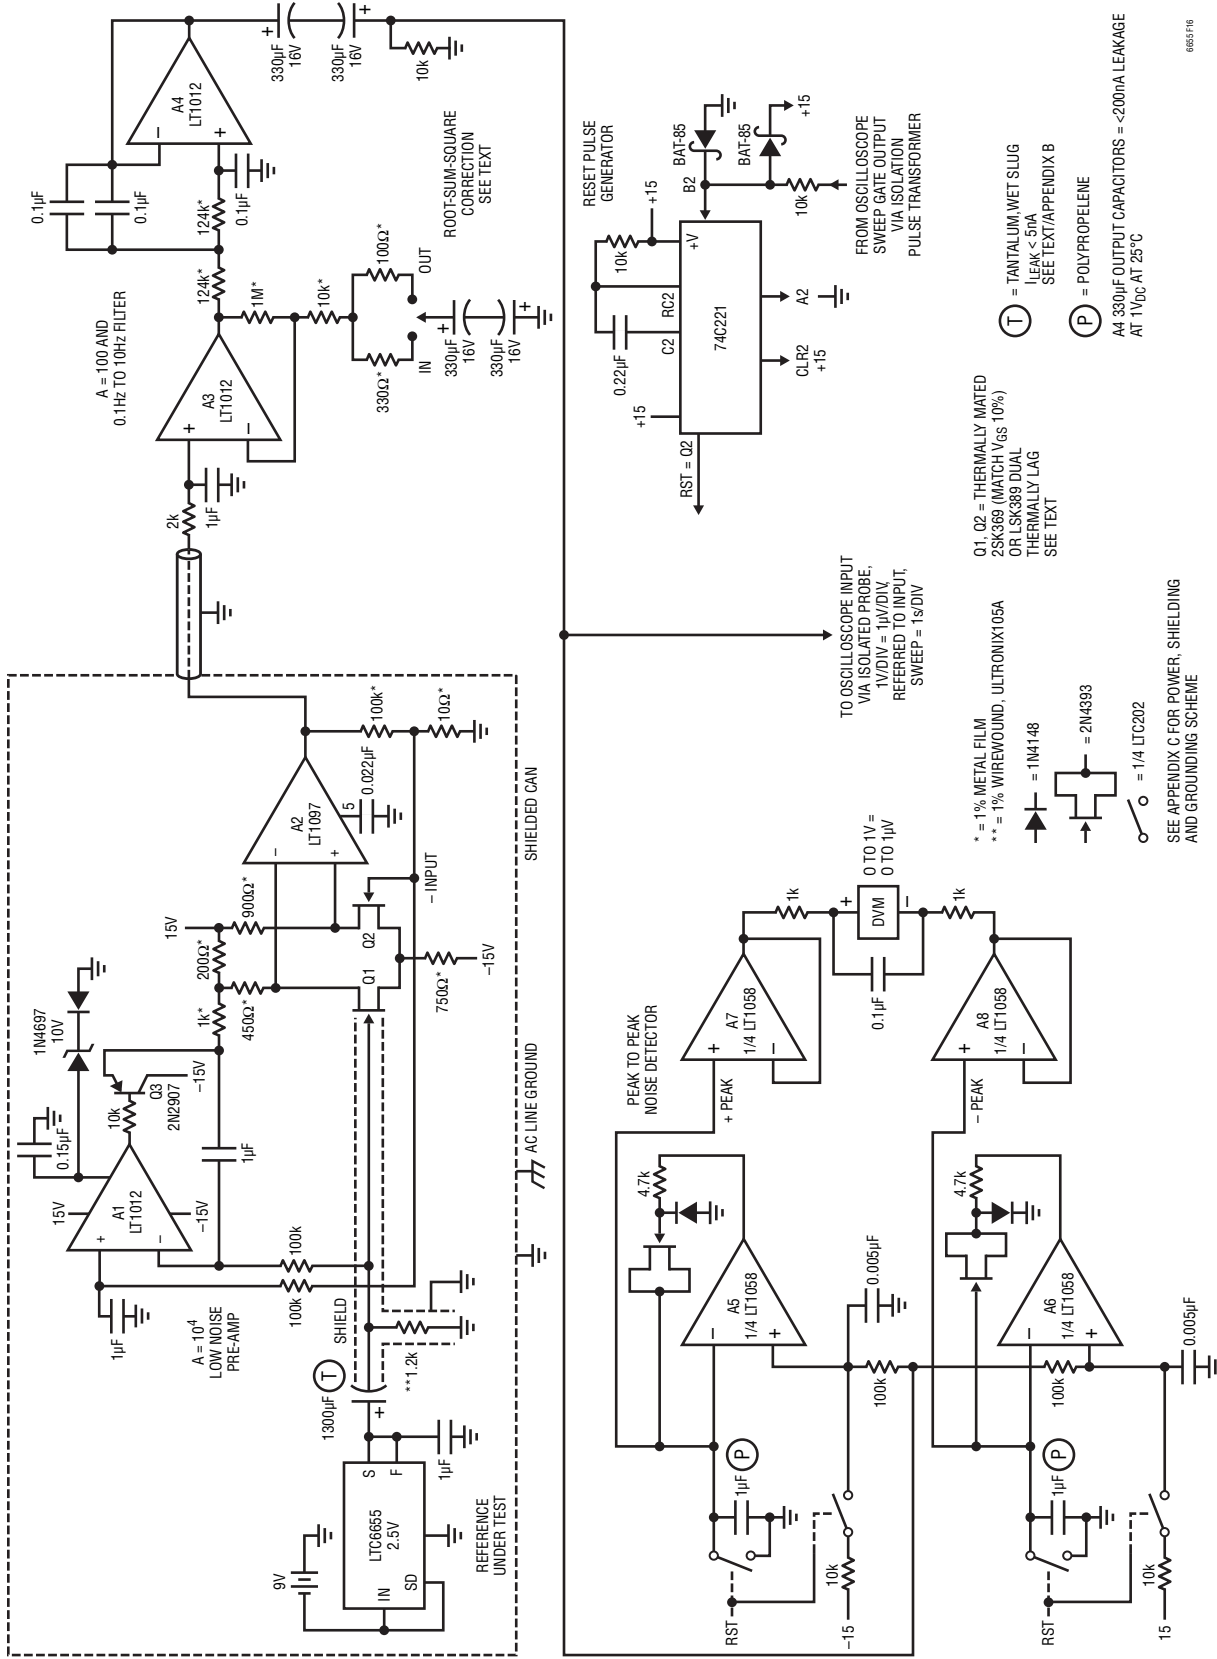 9V
IN
SD
LTC6655
2.5V
S
F
1µF
REFERENCE
UNDER TEST
1300µF
T
+
**1.2k
SHIELD
A = 10⁴
LOW NOISE
PRE-AMP
1µF
100k
100k
15V
A1
LT1012
–15V
+
–
0.15µF
1µF
10k
Q3
2N2907
–15V
1N4697
10V
1k*
200Ω*
450Ω*
900Ω*
15V
Q1
Q2
750Ω*
–15V
– INPUT
A2
LT1097
–
+
5
0.022µF
100k*
10Ω*
SHIELDED CAN
AC LINE GROUND
2k
1µF
A = 100 AND
0.1Hz TO 10Hz FILTER
A3
LT1012
+
–
1M*
10k*
330Ω*
100Ω*
IN
OUT
+
330µF
16V
330µF
16V
+
ROOT-SUM-SQUARE
CORRECTION
SEE TEXT
124k*
124k*
0.1µF
0.1µF
0.1µF
A4
LT1012
–
+
+
330µF
16V
330µF
16V
+
10k
TO OSCILLOSCOPE INPUT
VIA ISOLATED PROBE,
1V/DIV = 1µV/DIV,
REFERRED TO INPUT,
SWEEP = 1s/DIV
RESET PULSE
GENERATOR
+15
0.22µF
10k
+15
C2
RC2
+V
74C221
RST = Q2
CLR2
+15
A2
B2
BAT-85
BAT-85
+15
10k
FROM OSCILLOSCOPE
SWEEP GATE OUTPUT
VIA ISOLATION
PULSE TRANSFORMER
PEAK TO PEAK
NOISE DETECTOR
RST
–15
10k
1µF
P
A5
1/4 LT1058
–
+
100k
0.005µF
4.7k
+ PEAK
A7
1/4 LT1058
+
–
1k
+
DVM
–
0 TO 1V =
0 TO 1µV
0.1µF
1k
RST
15
10k
1µF
P
A6
1/4 LT1058
–
+
100k
0.005µF
4.7k
– PEAK
A8
1/4 LT1058
+
–
* = 1% METAL FILM
** = 1% WIREWOUND, ULTRONIX105A
= 1N4148
= 2N4393
= 1/4 LTC202
SEE APPENDIX C FOR POWER, SHIELDING
AND GROUNDING SCHEME
Q1, Q2 = THERMALLY MATED
2SK369 (MATCH VGS 10%)
OR LSK389 DUAL
THERMALLY LAG
SEE TEXT
T = TANTALUM,WET SLUG
ILEAK < 5nA
SEE TEXT/APPENDIX B
P = POLYPROPELENE
A4 330µF OUTPUT CAPACITORS = <200nA LEAKAGE
AT 1VDC AT 25°C
6655 F16